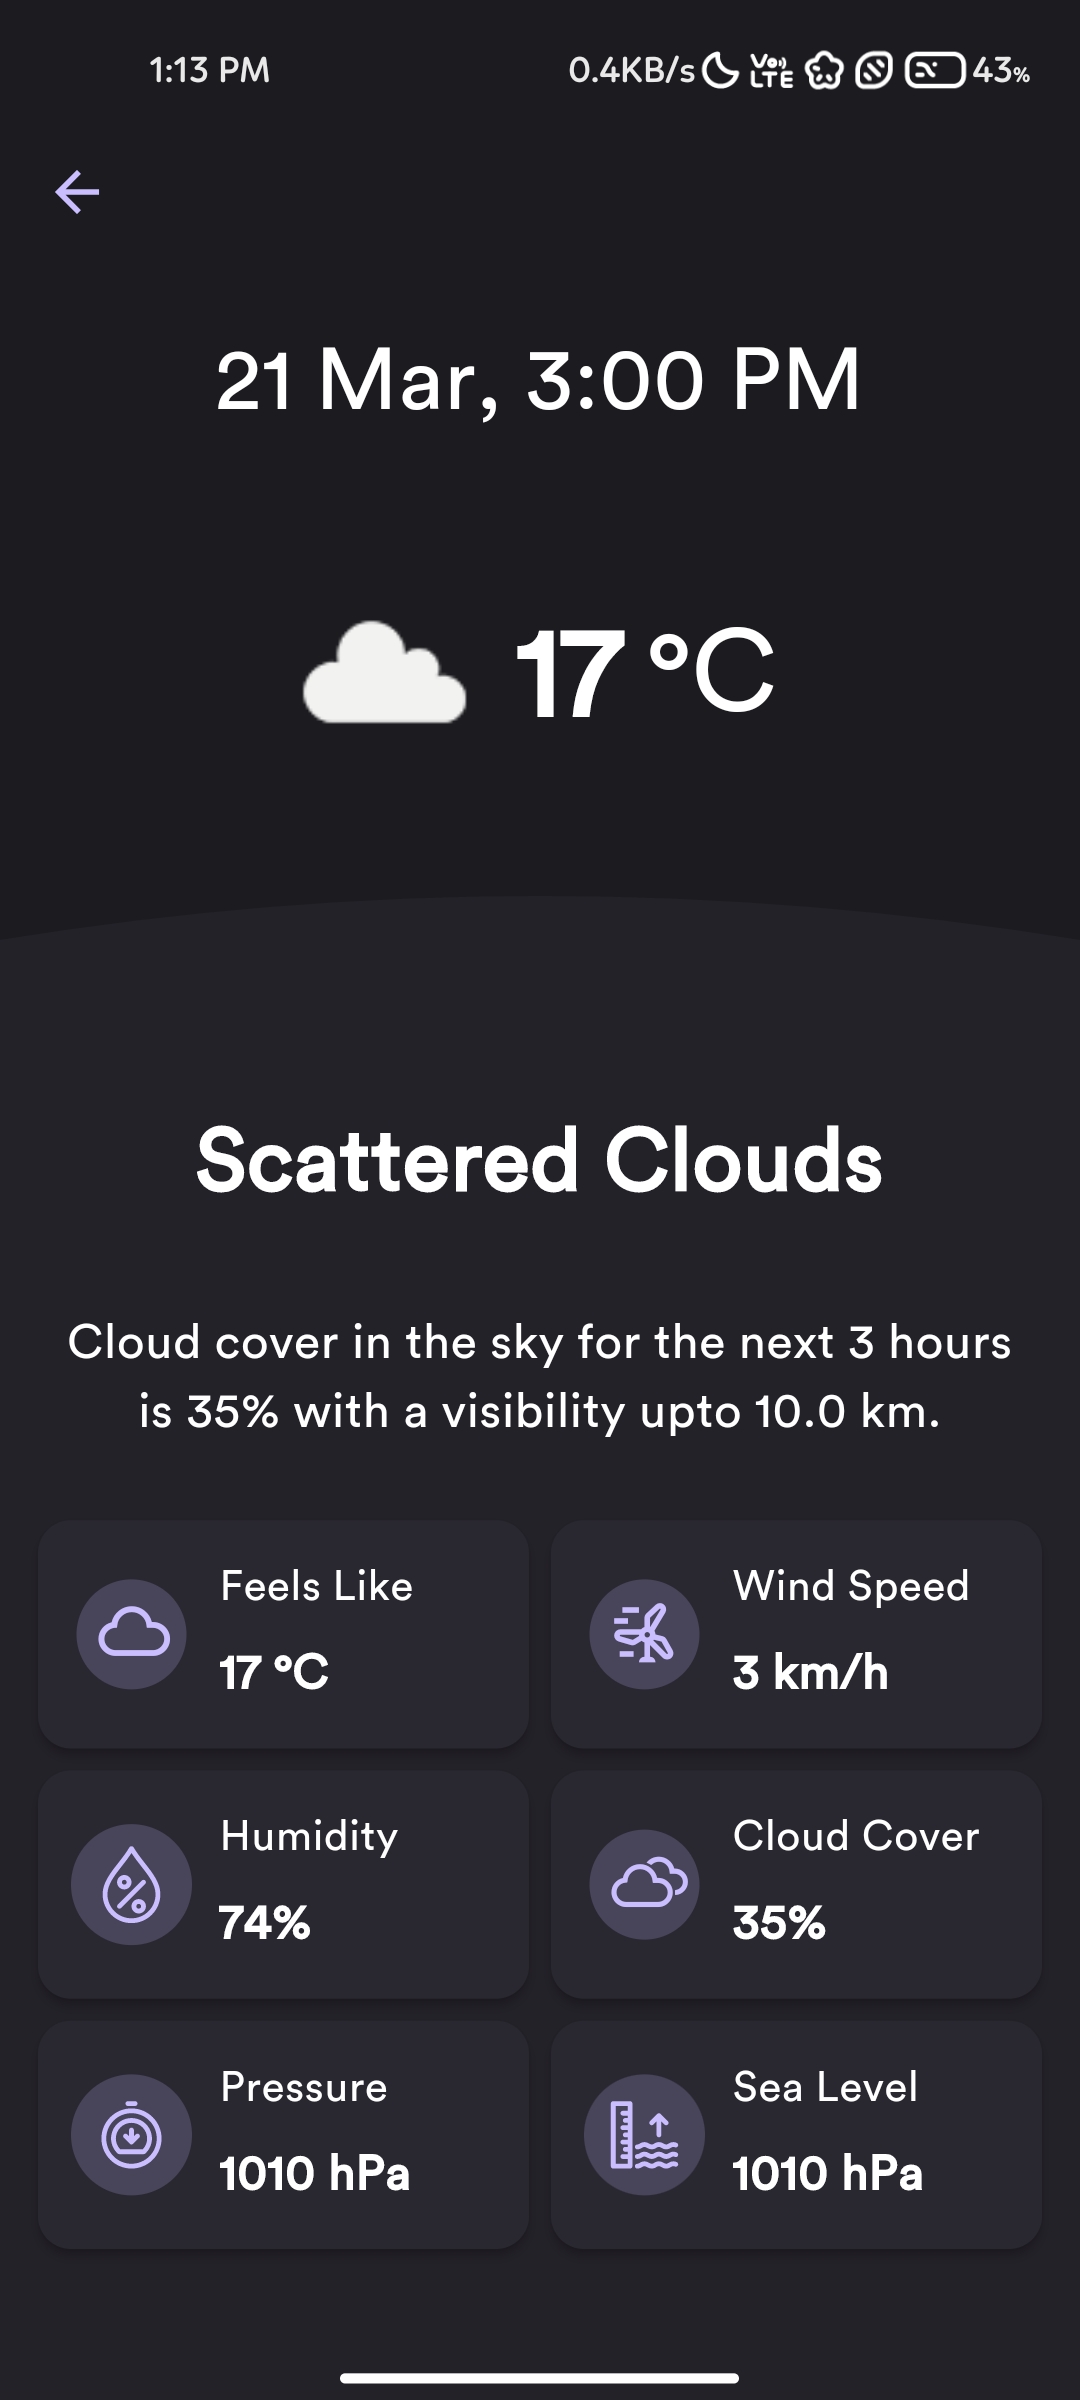 1:13 PM 0.4KB/s VoLTE 43%
21 Mar, 3:00 PM
17 °C
Scattered Clouds
Cloud cover in the sky for the next 3 hours
is 35% with a visibility upto 10.0 km.
Feels Like
17 °C
Wind Speed
3 km/h
Humidity
74%
Cloud Cover
35%
Pressure
1010 hPa
Sea Level
1010 hPa